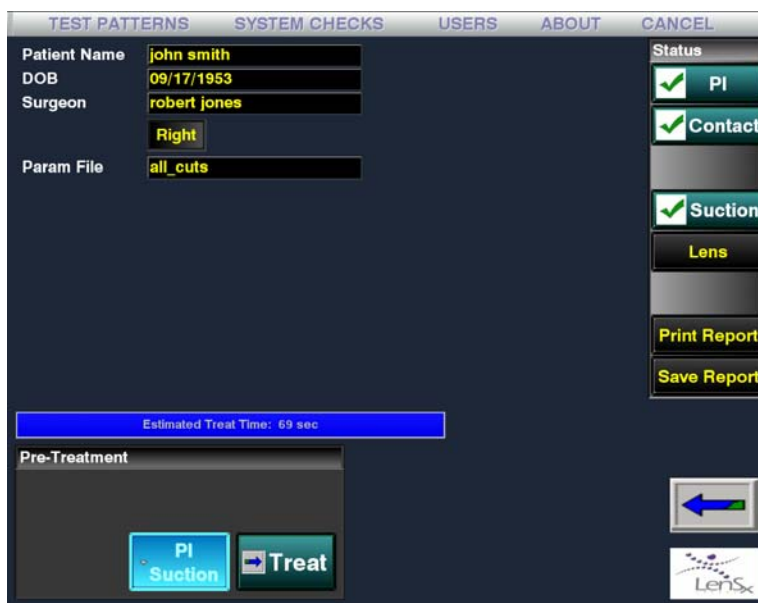 TEST PATTERNS SYSTEM CHECKS USERS ABOUT CANCEL
Patient Name john smith
DOB 09/17/1953
Surgeon robert jones
Right
Param File all_cuts
Status
PI
Contact
Suction
Lens
Print Report
Save Report
Estimated Treat Time: 69 sec
Pre-Treatment
PI
Suction
Treat
LenSx